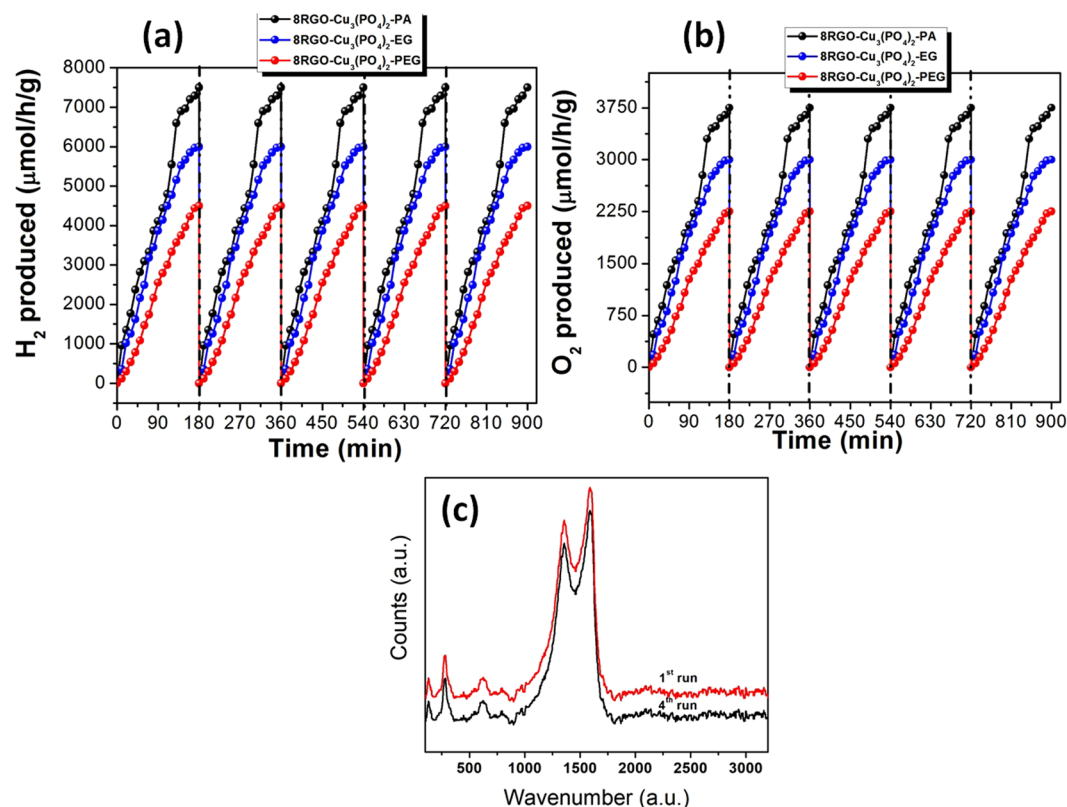 (a)
8RGO-Cu₃(PO₄)₂-PA
8RGO-Cu₃(PO₄)₂-EG
8RGO-Cu₃(PO₄)₂-PEG
H₂ produced (μmol/h/g)
8000
7000
6000
5000
4000
3000
2000
1000
0
0 90 180 270 360 450 540 630 720 810 900
Time (min)
(b)
8RGO-Cu₃(PO₄)₂-PA
8RGO-Cu₃(PO₄)₂-EG
8RGO-Cu₃(PO₄)₂-PEG
O₂ produced (μmol/h/g)
3750
3000
2250
1500
750
0
0 90 180 270 360 450 540 630 720 810 900
Time (min)
(c)
Counts (a.u.)
1ˢᵗ run
4ᵗʰ run
500 1000 1500 2000 2500 3000
Wavenumber (a.u.)